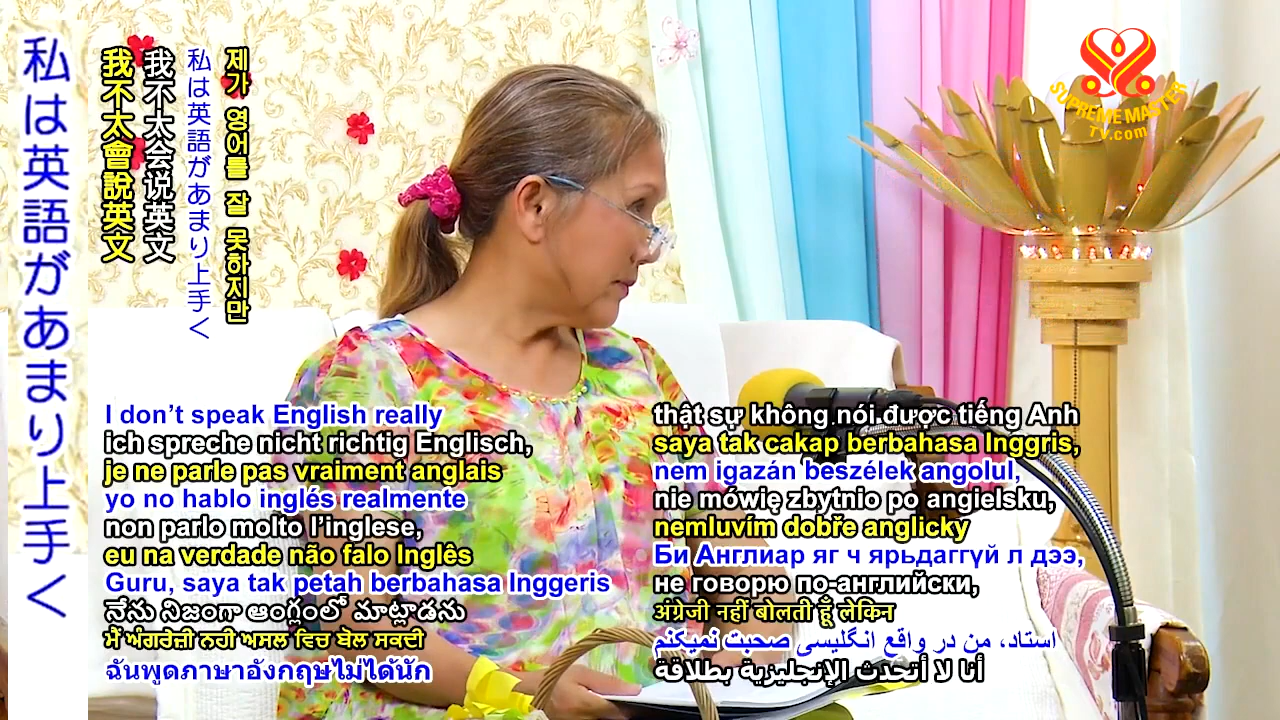 私は英語があまり上手く
我不太會說英文
我不太会说英文
私は英語があまり上手く
제가 영어를 잘 못하지만
SUPREME MASTER
TV.com
I don’t speak English really
ich spreche nicht richtig Englisch,
je ne parle pas vraiment anglais
yo no hablo inglés realmente
non parlo molto l’inglese,
eu na verdade não falo Inglês
Guru, saya tak petah berbahasa Inggeris
నేను నిజంగా ఆంగ్లంలో మాట్లాడను
ਮੈਂ ਅੰਗਰੇਜ਼ੀ ਨਹੀ ਅਸਲ ਵਿਚ ਬੋਲ ਸਕਦੀ
ฉันพูดภาษาอังกฤษไม่ได้นัก
thật sự không nói được tiếng Anh
saya tak cakap berbahasa Inggris,
nem igazán beszélek angolul,
nie mówię zbytnio po angielsku,
nemluvím dobře anglicky
Би Англиар яг ч ярьдаггүй л дээ,
не говорю по-английски,
अंग्रेजी नहीं बोलती हूँ लेकिन
استاد، من در واقع انگلیسی صحبت نمیکنم
أنا لا أتحدث الإنجليزية بطلاقة